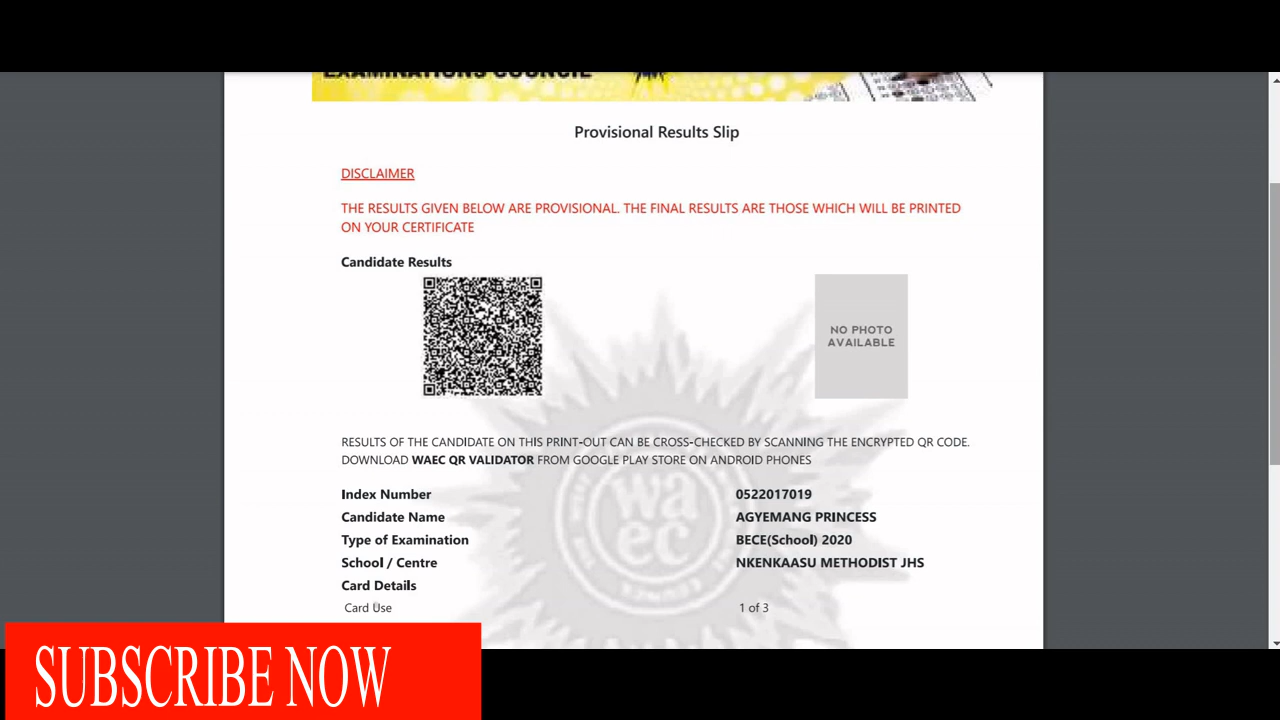 EXAMINATIONS COUNCIL
Provisional Results Slip
DISCLAIMER
THE RESULTS GIVEN BELOW ARE PROVISIONAL. THE FINAL RESULTS ARE THOSE WHICH WILL BE PRINTED
ON YOUR CERTIFICATE
Candidate Results
NO PHOTO
AVAILABLE
RESULTS OF THE CANDIDATE ON THIS PRINT-OUT CAN BE CROSS-CHECKED BY SCANNING THE ENCRYPTED QR CODE.
DOWNLOAD WAEC QR VALIDATOR FROM GOOGLE PLAY STORE ON ANDROID PHONES
wa
ec
Index Number 0522017019
Candidate Name AGYEMANG PRINCESS
Type of Examination BECE(School) 2020
School / Centre NKENKAASU METHODIST JHS
Card Details
Card Use 1 of 3
SUBSCRIBE NOW